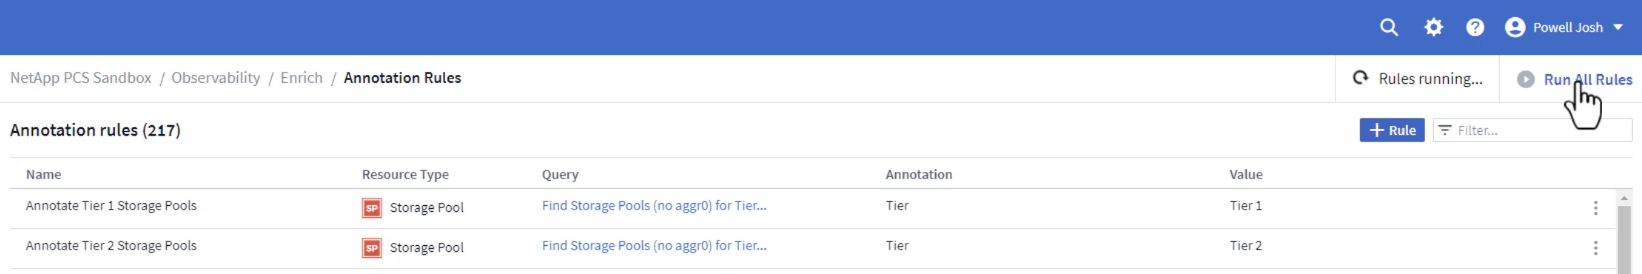 Powell Josh
NetApp PCS Sandbox / Observability / Enrich / Annotation Rules
Rules running...
Run All Rules
Annotation rules (217)
+ Rule
Filter...
Name Resource Type Query Annotation Value
Annotate Tier 1 Storage Pools SP Storage Pool Find Storage Pools (no aggr0) for Tier... Tier Tier 1
Annotate Tier 2 Storage Pools SP Storage Pool Find Storage Pools (no aggr0) for Tier... Tier Tier 2